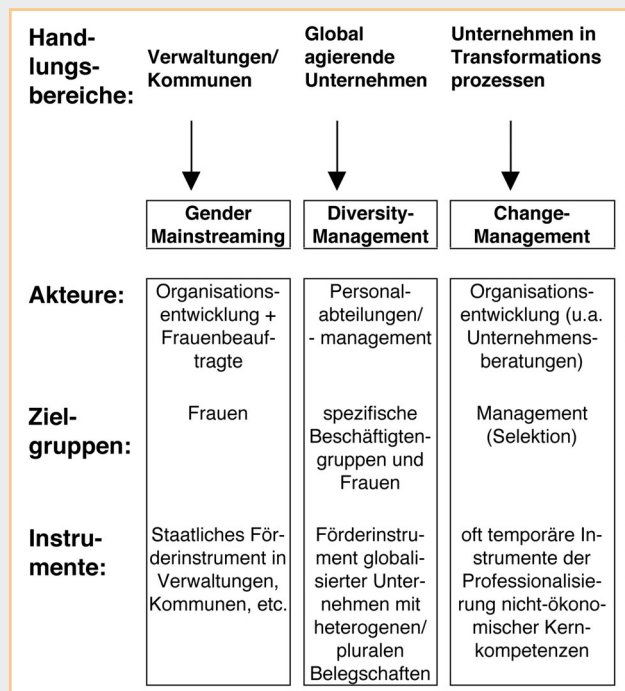 Hand-
lungs-
bereiche:
Verwaltungen/
Kommunen
Global
agierende
Unternehmen
Unternehmen in
Transformations
prozessen
Gender
Mainstreaming
Diversity-
Management
Change-
Management
Akteure:
Organisations-
entwicklung +
Frauenbeauf-
tragte
Personal-
abteilungen/
- management
Organisations-
entwicklung (u.a.
Unternehmens-
beratungen)
Ziel-
gruppen:
Frauen
spezifische
Beschäftigten-
gruppen und
Frauen
Management
(Selektion)
Instru-
mente:
Staatliches För-
derinstrument in
Verwaltungen,
Kommunen, etc.
Förderinstru-
ment globali-
sierter Unter-
nehmen mit
heterogenen/
pluralen
Belegschaften
oft temporäre In-
strumente der
Professionalisie-
rung nicht-ökono-
mischer Kern-
kompetenzen